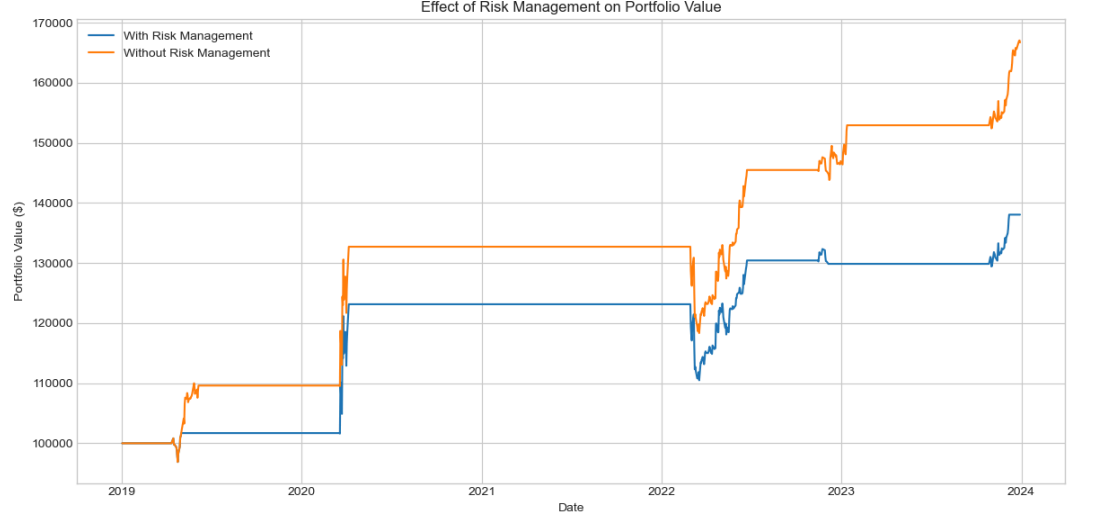 Effect of Risk Management on Portfolio Value
With Risk Management
Without Risk Management
170000
160000
150000
140000
130000
120000
110000
100000
Portfolio Value ($)
2019 2020 2021 2022 2023 2024
Date